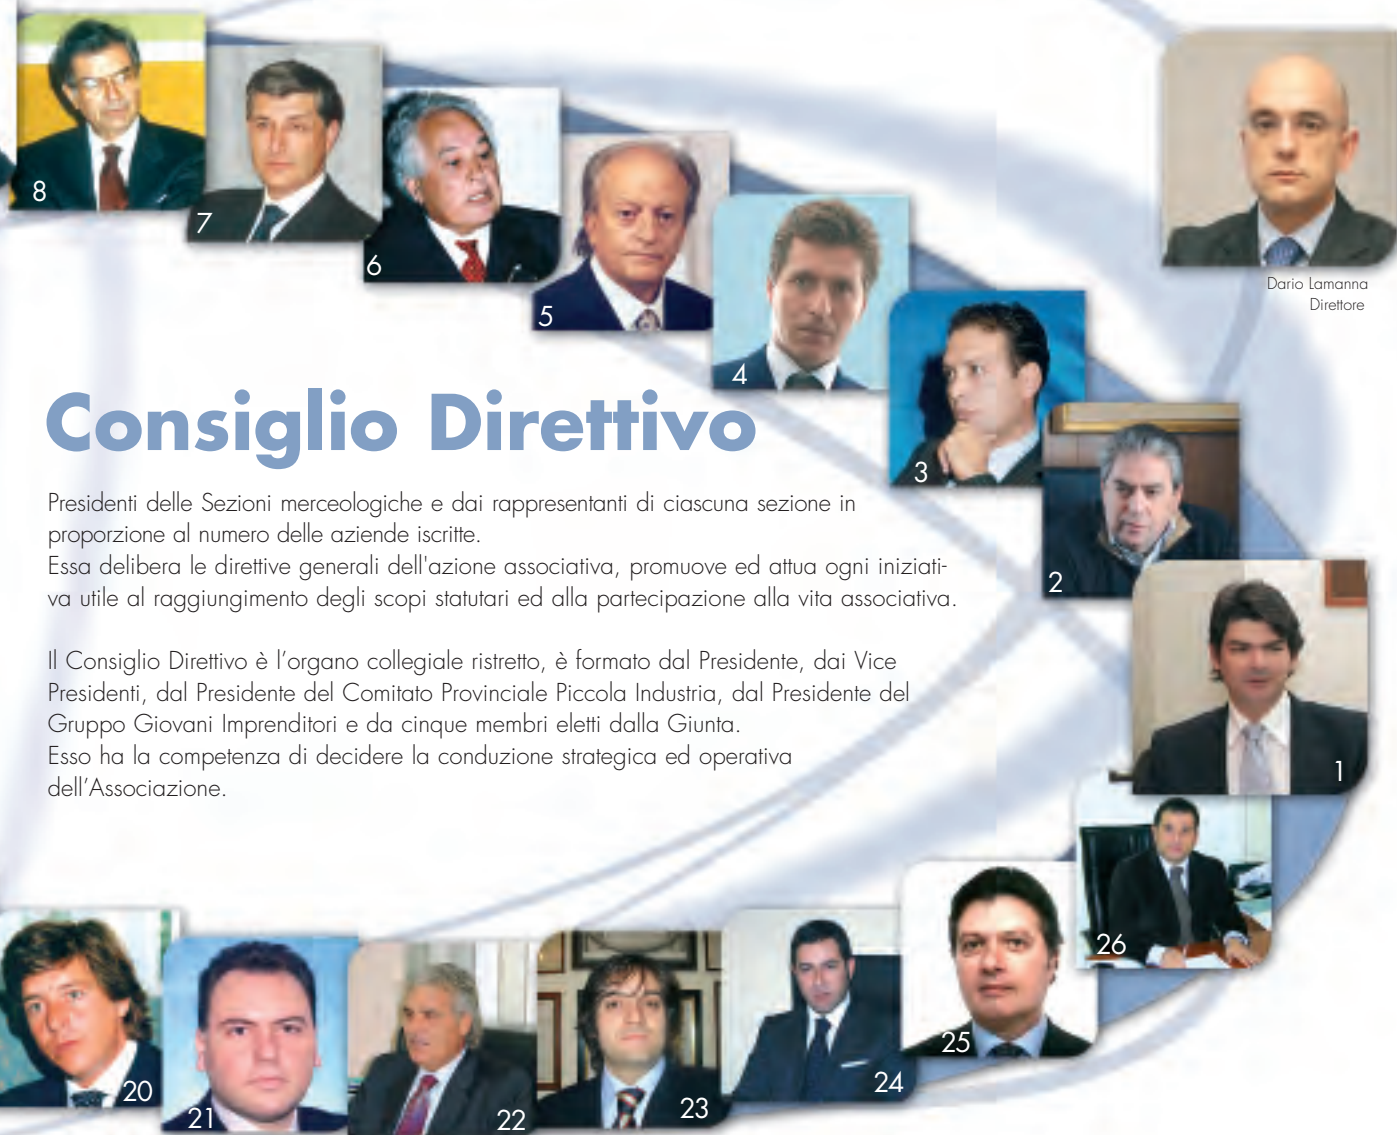 8
7
6
5
4
3
2
1
Dario Lamanna
Direttore
Consiglio Direttivo
Presidenti delle Sezioni merceologiche e dai rappresentanti di ciascuna sezione in
proporzione al numero delle aziende iscritte.
Essa delibera le direttive generali dell'azione associativa, promuove ed attua ogni iniziati-
va utile al raggiungimento degli scopi statutari ed alla partecipazione alla vita associativa.
Il Consiglio Direttivo è l’organo collegiale ristretto, è formato dal Presidente, dai Vice
Presidenti, dal Presidente del Comitato Provinciale Piccola Industria, dal Presidente del
Gruppo Giovani Imprenditori e da cinque membri eletti dalla Giunta.
Esso ha la competenza di decidere la conduzione strategica ed operativa
dell’Associazione.
20
21
22
23
24
25
26